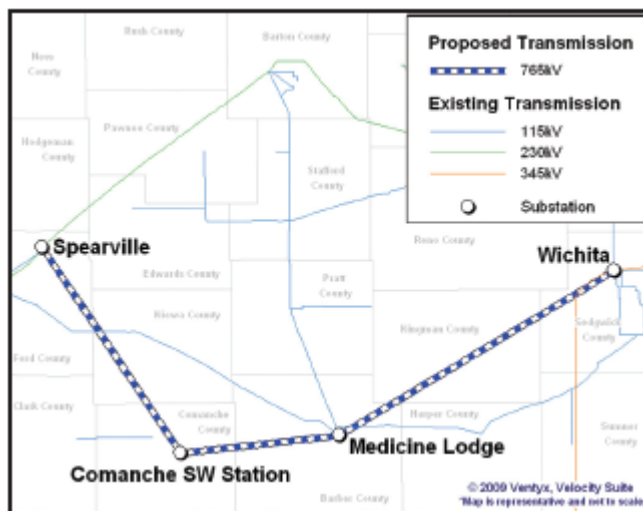 Rush County
Barton County
Ness
County
Proposed Transmission
765kV
Existing Transmission
115kV
230kV
345kV
Substation
Pawnee County
Hodgeman
County
Stafford
County
Spearville
Reno County
Wichita
Edwards County
Pratt
County
Kiowa County
Kingman County
Sedgwick
County
Ford County
Clark County
Comanche
County
Harper County
Sumner
County
Medicine Lodge
Comanche SW Station
Barber County
© 2009 Ventyx, Velocity Suite
*Map is representative and not to scale